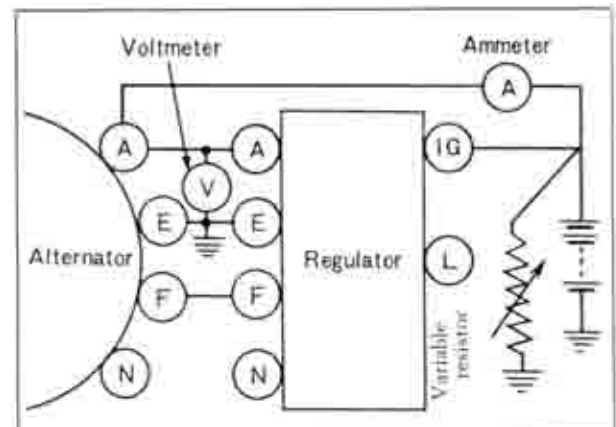 Voltmeter
Ammeter
A
A
A
IG
V
E
E
Alternator
Regulator
L
F
F
Variable
resistor
N
N